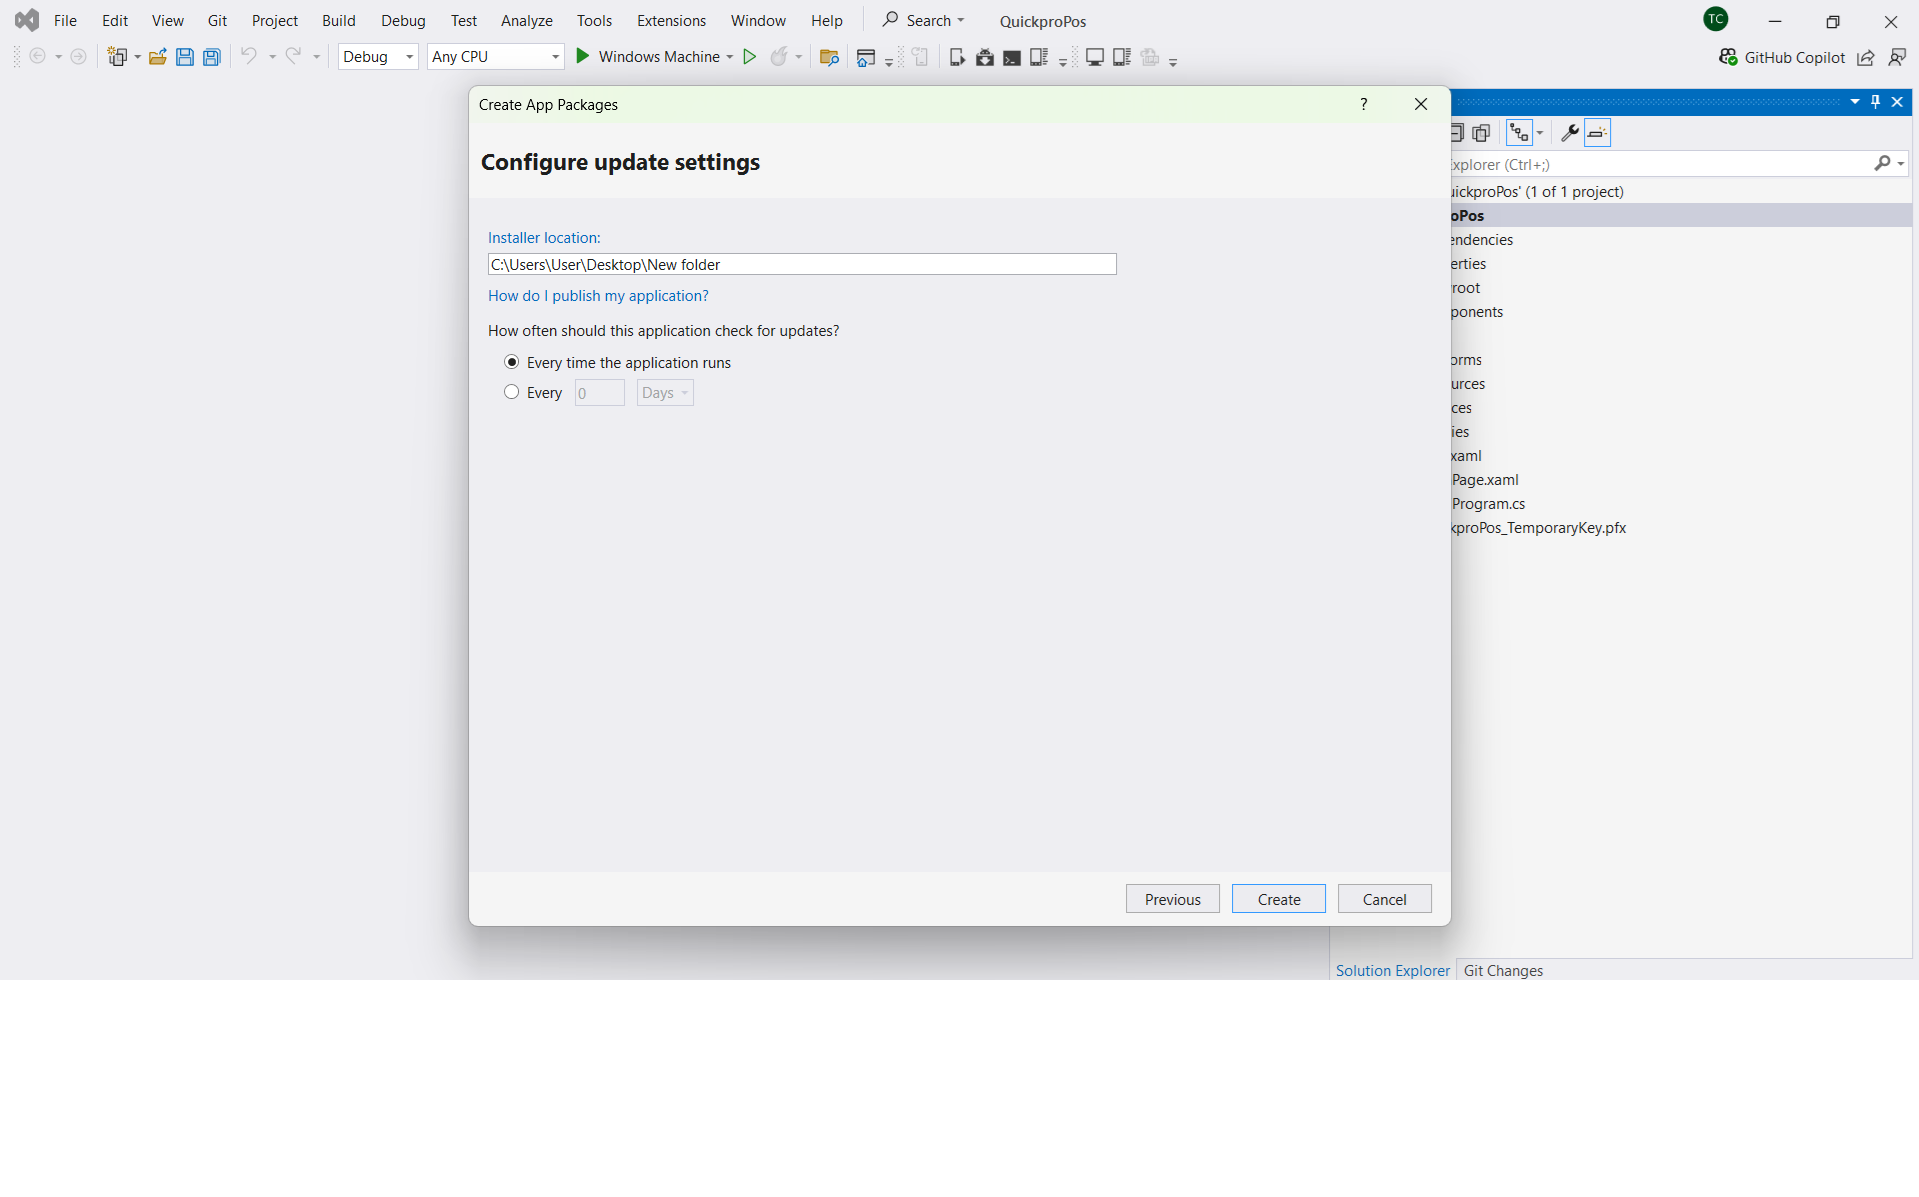 File Edit View Git Project Build Debug Test Analyze Tools Extensions Window Help Search QuickproPos TC
Debug Any CPU Windows Machine GitHub Copilot
Create App Packages ?
Configure update settings
Installer location:
C:\Users\User\Desktop\New folder
How do I publish my application?
How often should this application check for updates?
Every time the application runs
Every 0 Days
Previous Create Cancel
xplorer (Ctrl+;)
uickproPos' (1 of 1 project)
oPos
endencies
erties
root
ponents
orms
urces
ces
ies
xaml
Page.xaml
Program.cs
kproPos_TemporaryKey.pfx
Solution Explorer Git Changes